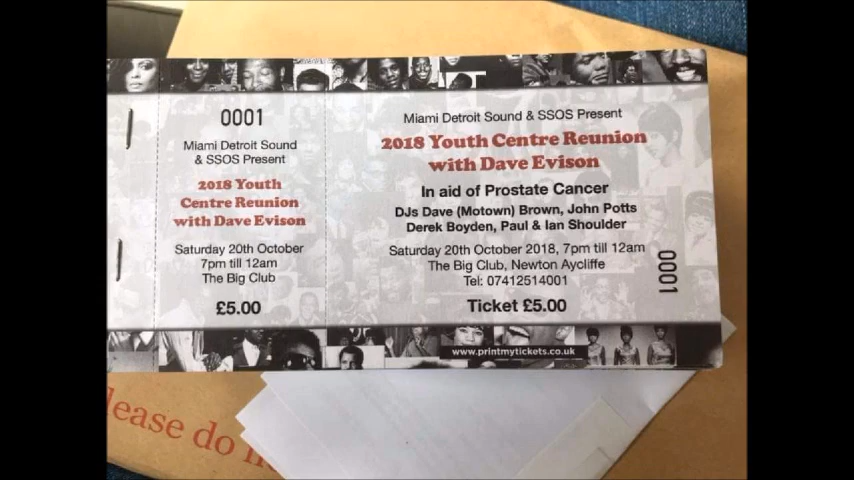 0001
Miami Detroit Sound
& SSOS Present
2018 Youth
Centre Reunion
with Dave Evison
Saturday 20th October
7pm till 12am
The Big Club
£5.00
Miami Detroit Sound & SSOS Present
2018 Youth Centre Reunion
with Dave Evison
In aid of Prostate Cancer
DJs Dave (Motown) Brown, John Potts
Derek Boyden, Paul & Ian Shoulder
Saturday 20th October 2018, 7pm till 12am
The Big Club, Newton Aycliffe
Tel: 07412514001
Ticket £5.00
0001
www.printmytickets.co.uk
lease do n